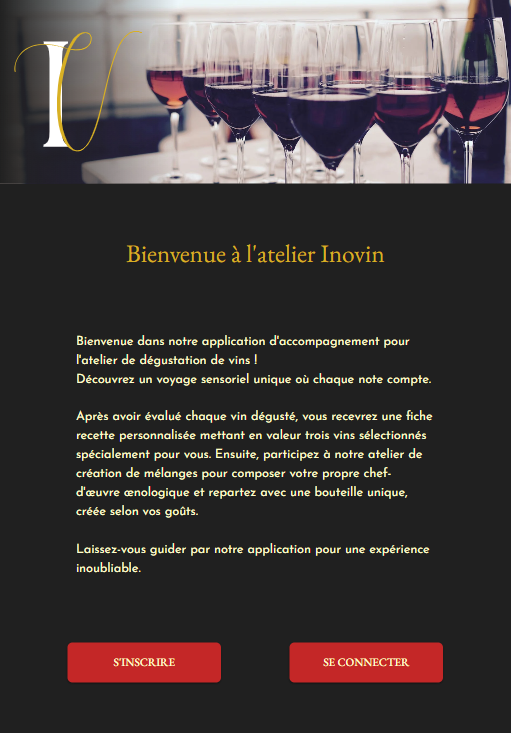 IV
Bienvenue à l'atelier Inovin
Bienvenue dans notre application d'accompagnement pour
l'atelier de dégustation de vins !
Découvrez un voyage sensoriel unique où chaque note compte.
Après avoir évalué chaque vin dégusté, vous recevrez une fiche
recette personnalisée mettant en valeur trois vins sélectionnés
spécialement pour vous. Ensuite, participez à notre atelier de
création de mélanges pour composer votre propre chef-
d'œuvre œnologique et repartez avec une bouteille unique,
créée selon vos goûts.
Laissez-vous guider par notre application pour une expérience
inoubliable.
S'INSCRIRE
SE CONNECTER